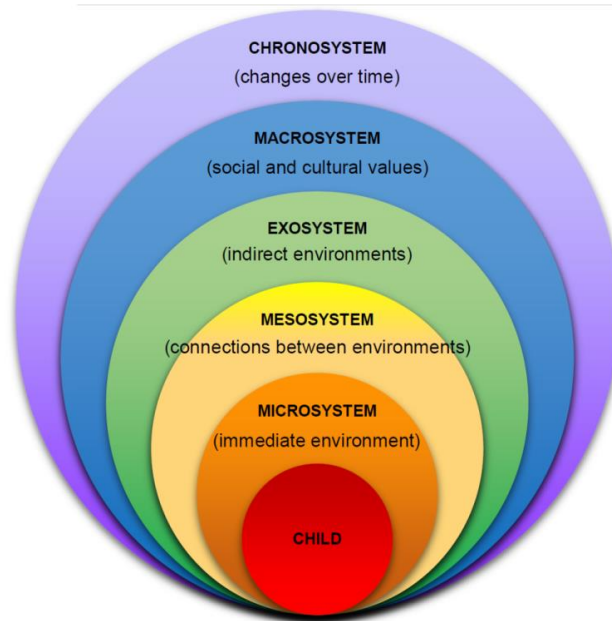 CHRONOSYSTEM
(changes over time)
MACROSYSTEM
(social and cultural values)
EXOSYSTEM
(indirect environments)
MESOSYSTEM
(connections between environments)
MICROSYSTEM
(immediate environment)
CHILD